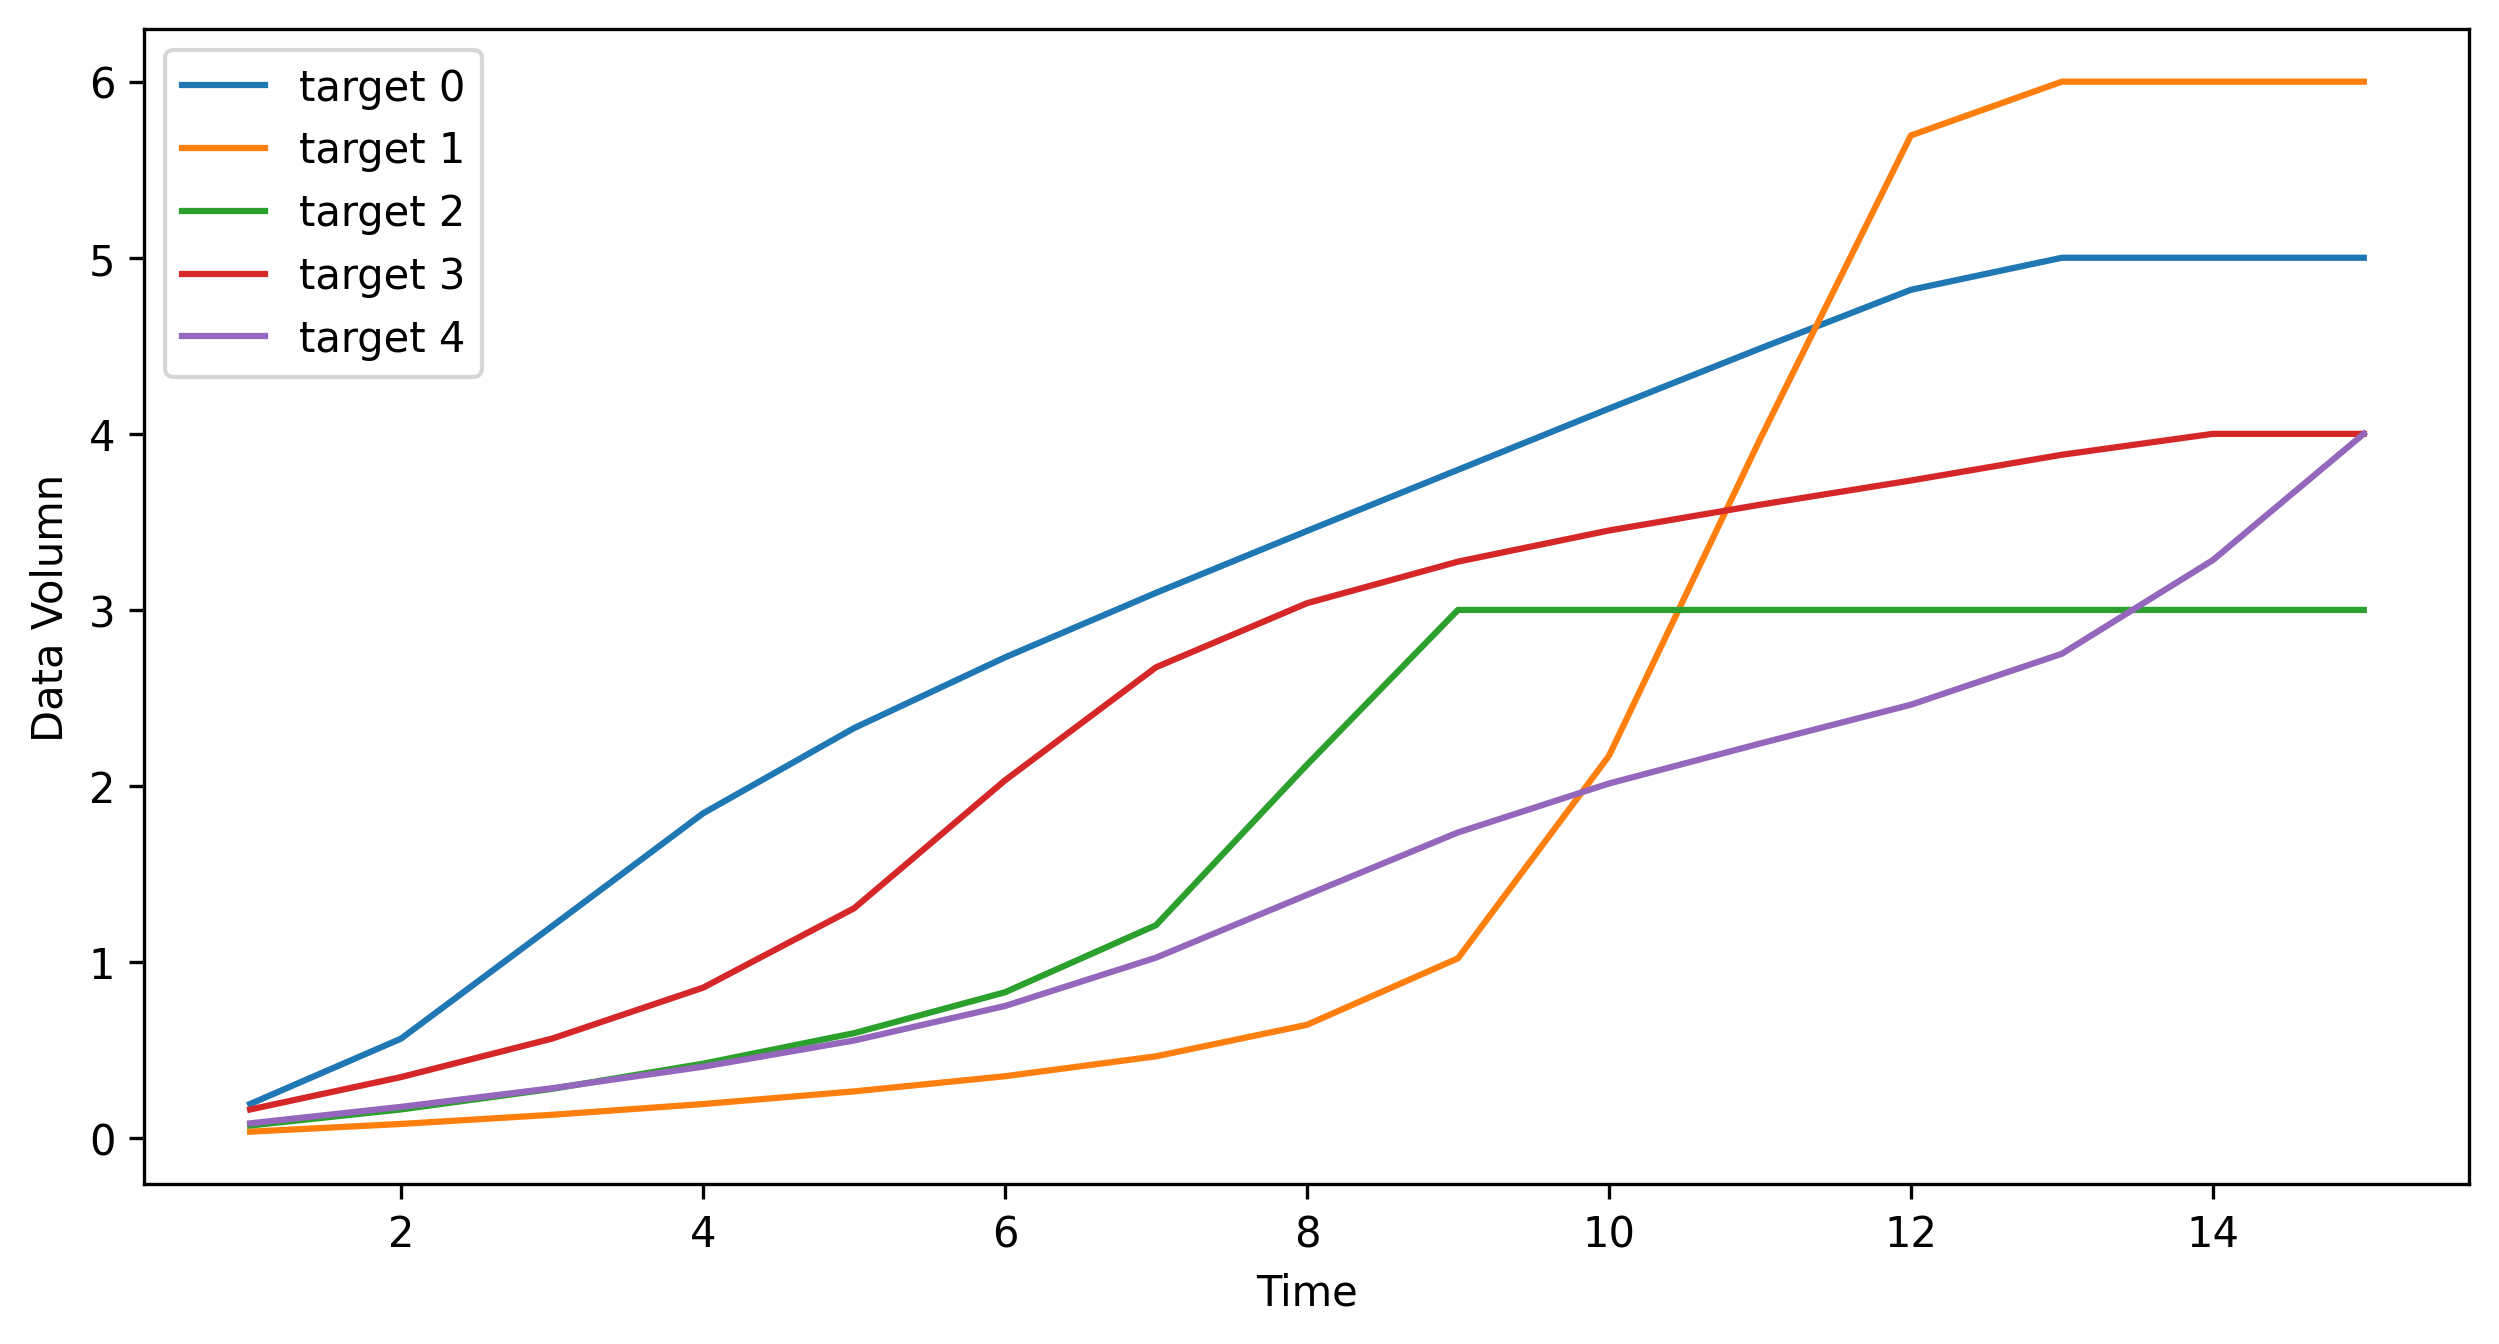 target 0
target 1
target 2
target 3
target 4
Data Volumn
6
5
4
3
2
1
0
2 4 6 8 10 12 14
Time